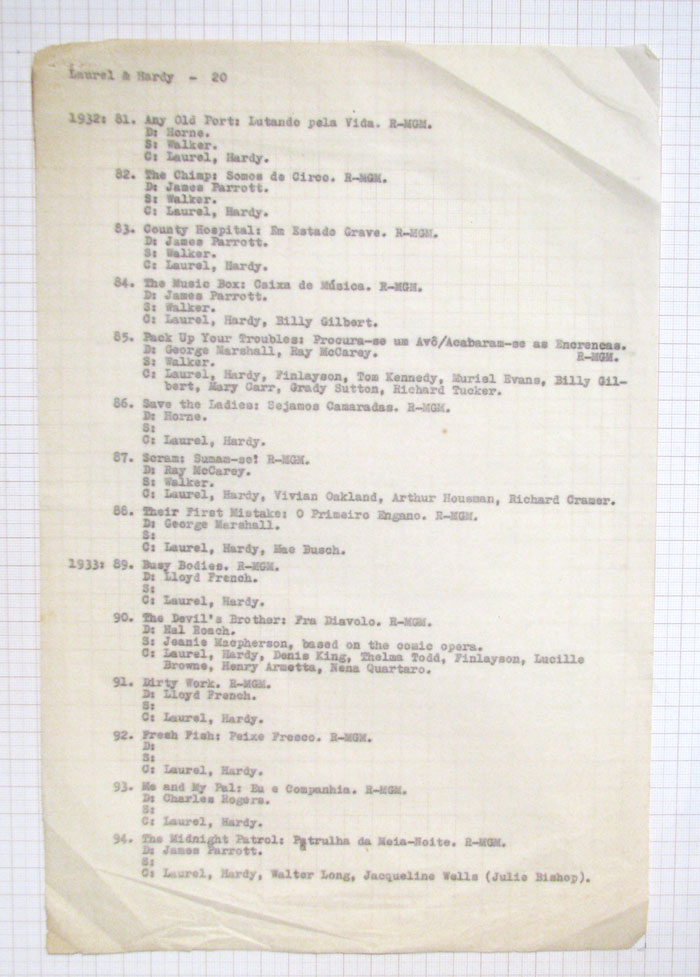 Laurel & Hardy - 20
1932: 81. Any Old Port: Lutando pela Vida. R-MGM.
D: Horne.
S: Walker.
C: Laurel, Hardy.
82. The Chimp: Somos de Circo. R-MGM.
D: James Parrott.
S: Walker.
C: Laurel, Hardy.
83. County Hospital: Em Estado Grave. R-MGM.
D: James Parrott.
S: Walker.
C: Laurel, Hardy.
84. The Music Box: Caixa de Música. R-MGM.
D: James Parrott.
S: Walker.
C: Laurel, Hardy, Billy Gilbert.
85. Pack Up Your Troubles: Procura-se um Avô/Acabaram-se as Encrencas.
D: George Marshall, Ray McCarey. R-MGM.
S: Walker.
C: Laurel, Hardy, Finlayson, Tom Kennedy, Muriel Evans, Billy Gil-
bert, Mary Carr, Grady Sutton, Richard Tucker.
86. Save the Ladies: Sejamos Camaradas. R-MGM.
D: Horne.
S:
C: Laurel, Hardy.
87. Scram: Sumam-se! R-MGM.
D: Ray McCarey.
S: Walker.
C: Laurel, Hardy, Vivian Oakland, Arthur Housman, Richard Cramer.
88. Their First Mistake: O Primeiro Engano. R-MGM.
D: George Marshall.
S:
C: Laurel, Hardy, Mae Busch.
1933: 89. Busy Bodies. R-MGM.
D: Lloyd French.
S:
C: Laurel, Hardy.
90. The Devil's Brother: Fra Diavolo. R-MGM.
D: Hal Roach.
S: Jeanie Macpherson, based on the comic opera.
C: Laurel, Hardy, Denis King, Thelma Todd, Finlayson, Lucille
Browne, Henry Armetta, Nena Quartaro.
91. Dirty Work. R-MGM.
D: Lloyd French.
S:
C: Laurel, Hardy.
92. Fresh Fish: Peixe Fresco. R-MGM.
D:
S:
C: Laurel, Hardy.
93. Me and My Pal: Eu e Companhia. R-MGM.
D: Charles Rogers.
S:
C: Laurel, Hardy.
94. The Midnight Patrol: Patrulha da Meia-Noite. R-MGM.
D: James Parrott.
S:
C: Laurel, Hardy, Walter Long, Jacqueline Wells (Julie Bishop).